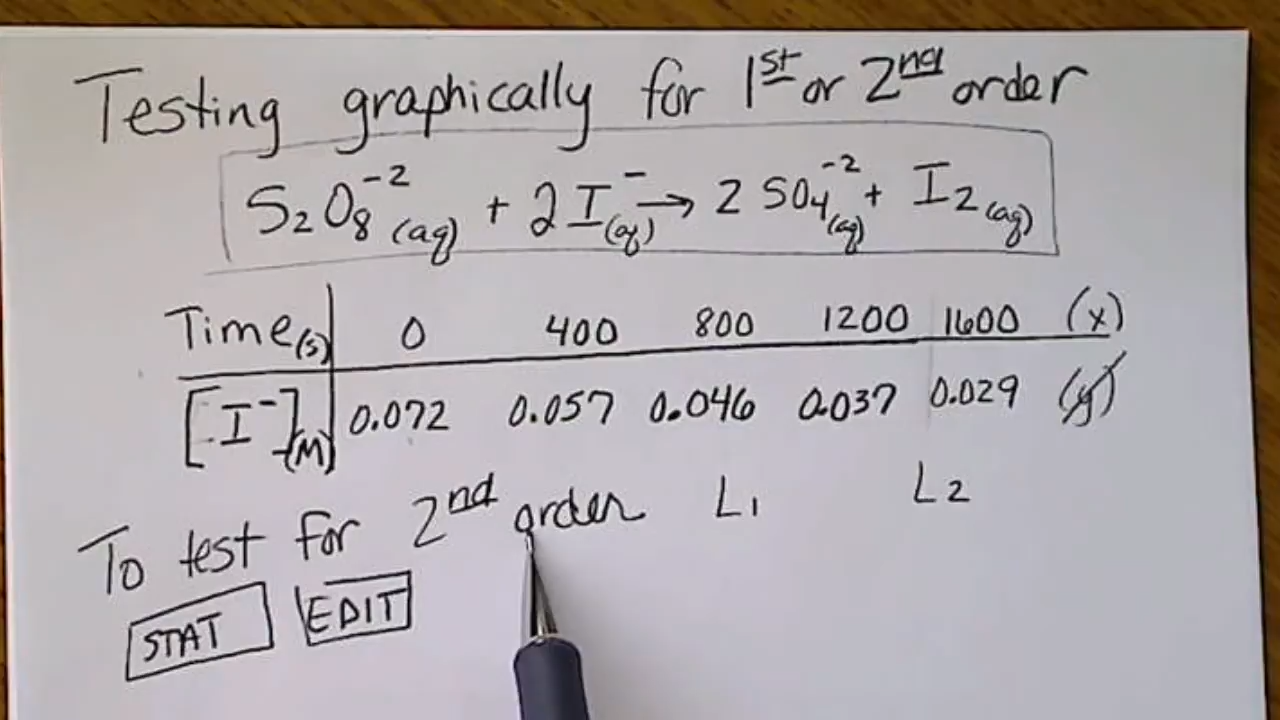 Testing graphically for 1st or 2nd order
S₂O₈⁻²(aq) + 2I⁻(aq) → 2 SO₄⁻²(aq) + I₂(aq)
Time(s) 0 400 800 1200 1600 (x)
[I⁻](M) 0.072 0.057 0.046 0.037 0.029 (y)
To test for 2nd order L₁ L₂
STAT EDIT